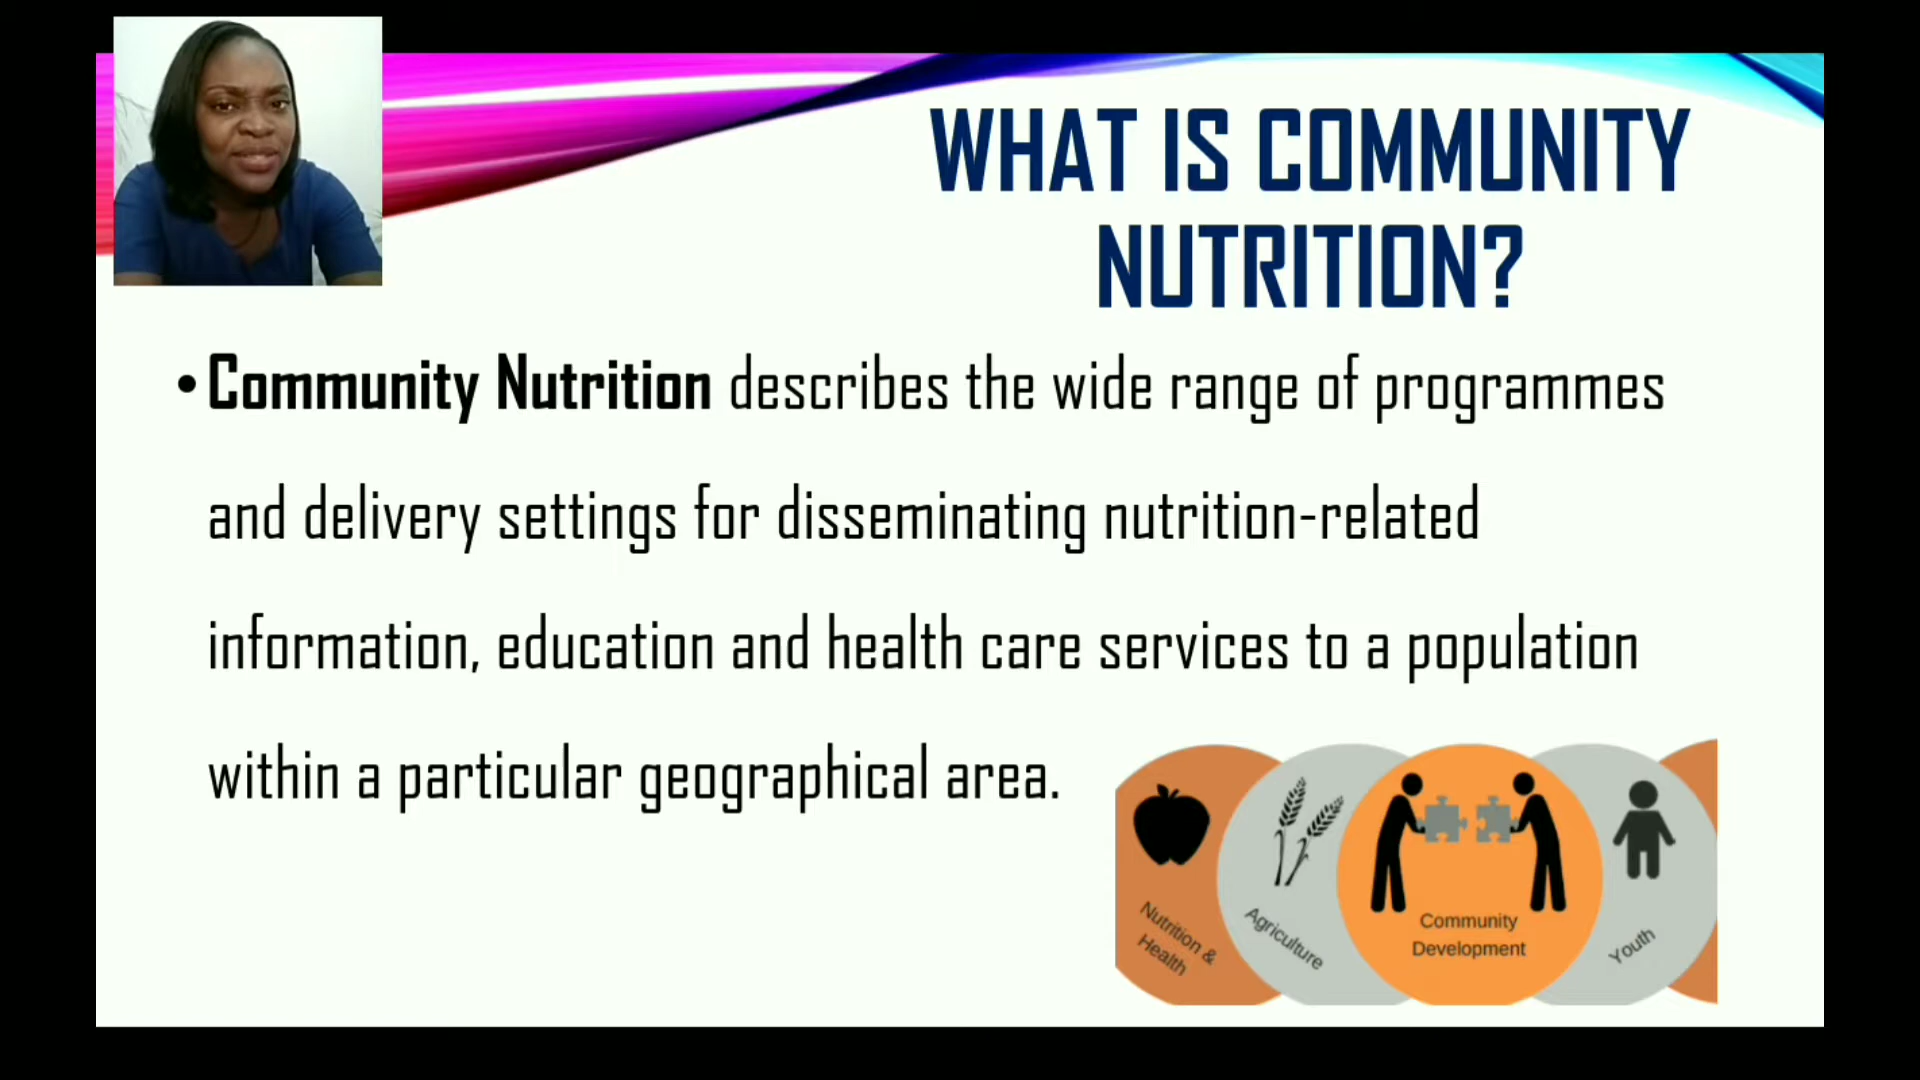 WHAT IS COMMUNITY
NUTRITION?
• Community Nutrition describes the wide range of programmes
and delivery settings for disseminating nutrition-related
information, education and health care services to a population
within a particular geographical area.
Nutrition &
Health
Agriculture
Community
Development
Youth